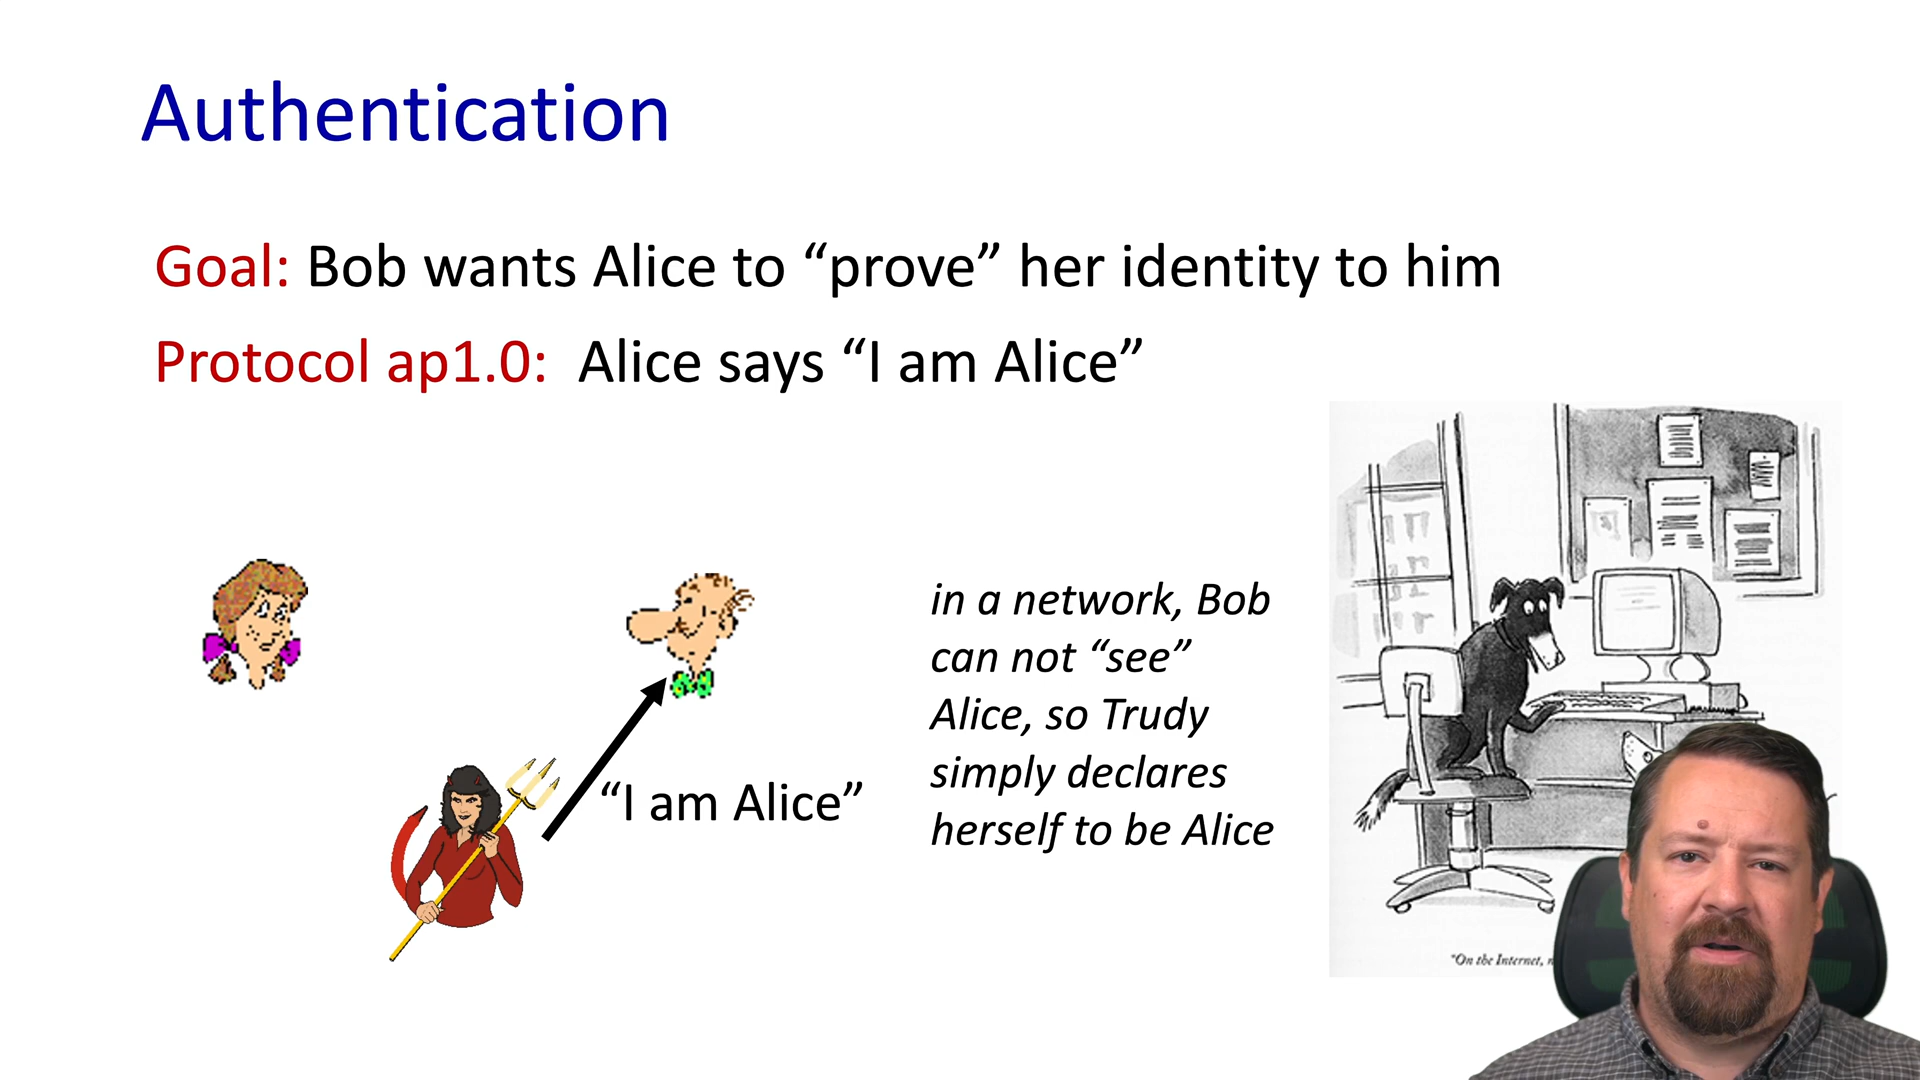 Authentication
Goal: Bob wants Alice to “prove” her identity to him
Protocol ap1.0: Alice says “I am Alice”
in a network, Bob
can not “see”
Alice, so Trudy
simply declares
herself to be Alice
“I am Alice”
"On the Internet,